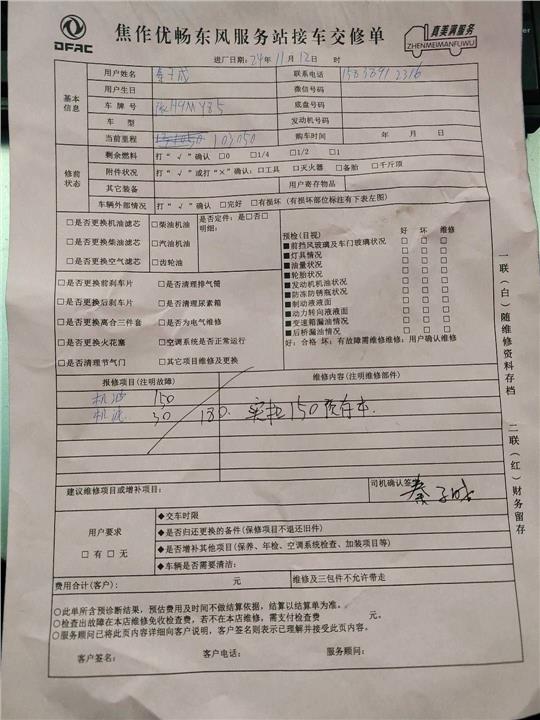 DFAC
焦作优畅东风服务站接车交修单
真美满服务
ZHENMEIMANFUWU
进厂日期：24年11月12日 时
基本信息
用户姓名 秦子成 联系电话
用户生日 微信号码
车牌号 底盘号码
车 型 发动机号码
当前里程 103050 购车时间 年 月 日
修前状态
剩余燃料 打“√”确认 □0 □1/4 □1/2 □1
附件状况 打“√”或打“×”确认：□工具 □灭火器 □备胎 □千斤顶
其它装备 用户寄存物品
车辆外部情况 打“√”确认 □完好 □有损坏（有损坏部位标注有下表左图）
□是否更换机油滤芯 □柴油机油 是否定件：是□否□
明细：
□是否更换柴油滤芯 □汽油机油
□是否更换空气滤芯 □齿轮油
□是否更换前刹车片 □是否清理排气筒
□是否更换后刹车片 □是否清理尿素箱
□是否更换离合三件套 □是否为电气维修
□是否更换火花塞 □空调系统是否正常运行
□是否清理节气门 □其它项目维修及更换
预检（目视） 好 坏 维修
■前挡风玻璃及车门玻璃状况 □ □ □
■灯具情况 □ □ □
■油量状况 □ □ □
■轮胎状况 □ □ □
■发动机机油状况 □ □ □
■防冻防锈瓶状况 □ □ □
■制动液液面 □ □ □
■动力转向液液面 □ □ □
■变速箱漏油情况 □ □ □
■后桥漏油情况 □ □ □
好：合格 坏：有故障需维修维修：用户确认维修
报修项目（注明故障） 维修内容（注明维修部件）
机油 150
机滤 30 180. 实扣150预存本.
建议维修项目或增补项目： 司机确认签
秦子成
用户要求
□有 □无
◆交车时限
◆是否归还更换的备件（保修项目不退还旧件）
◆是否增补其他项目（保养、年检、空调系统检查、加装项目等）
◆车辆是否需要清洁：
费用合计（客户）： 元 维修及三包件不允许带走
○此单所含预诊断结果，预估费用及时间不做结算依据，结算以结算单为准。
○检查出故障在本店维修免收检查费，若不在本店维修，需支付检查费 元。
○服务顾问已将此页内容详细向客户说明，客户签名则表示已理解并接受此页内容。
客户签名： 客户电话： 服务顾问：
一联（白）随维修资料存档
二联（红）财务留存